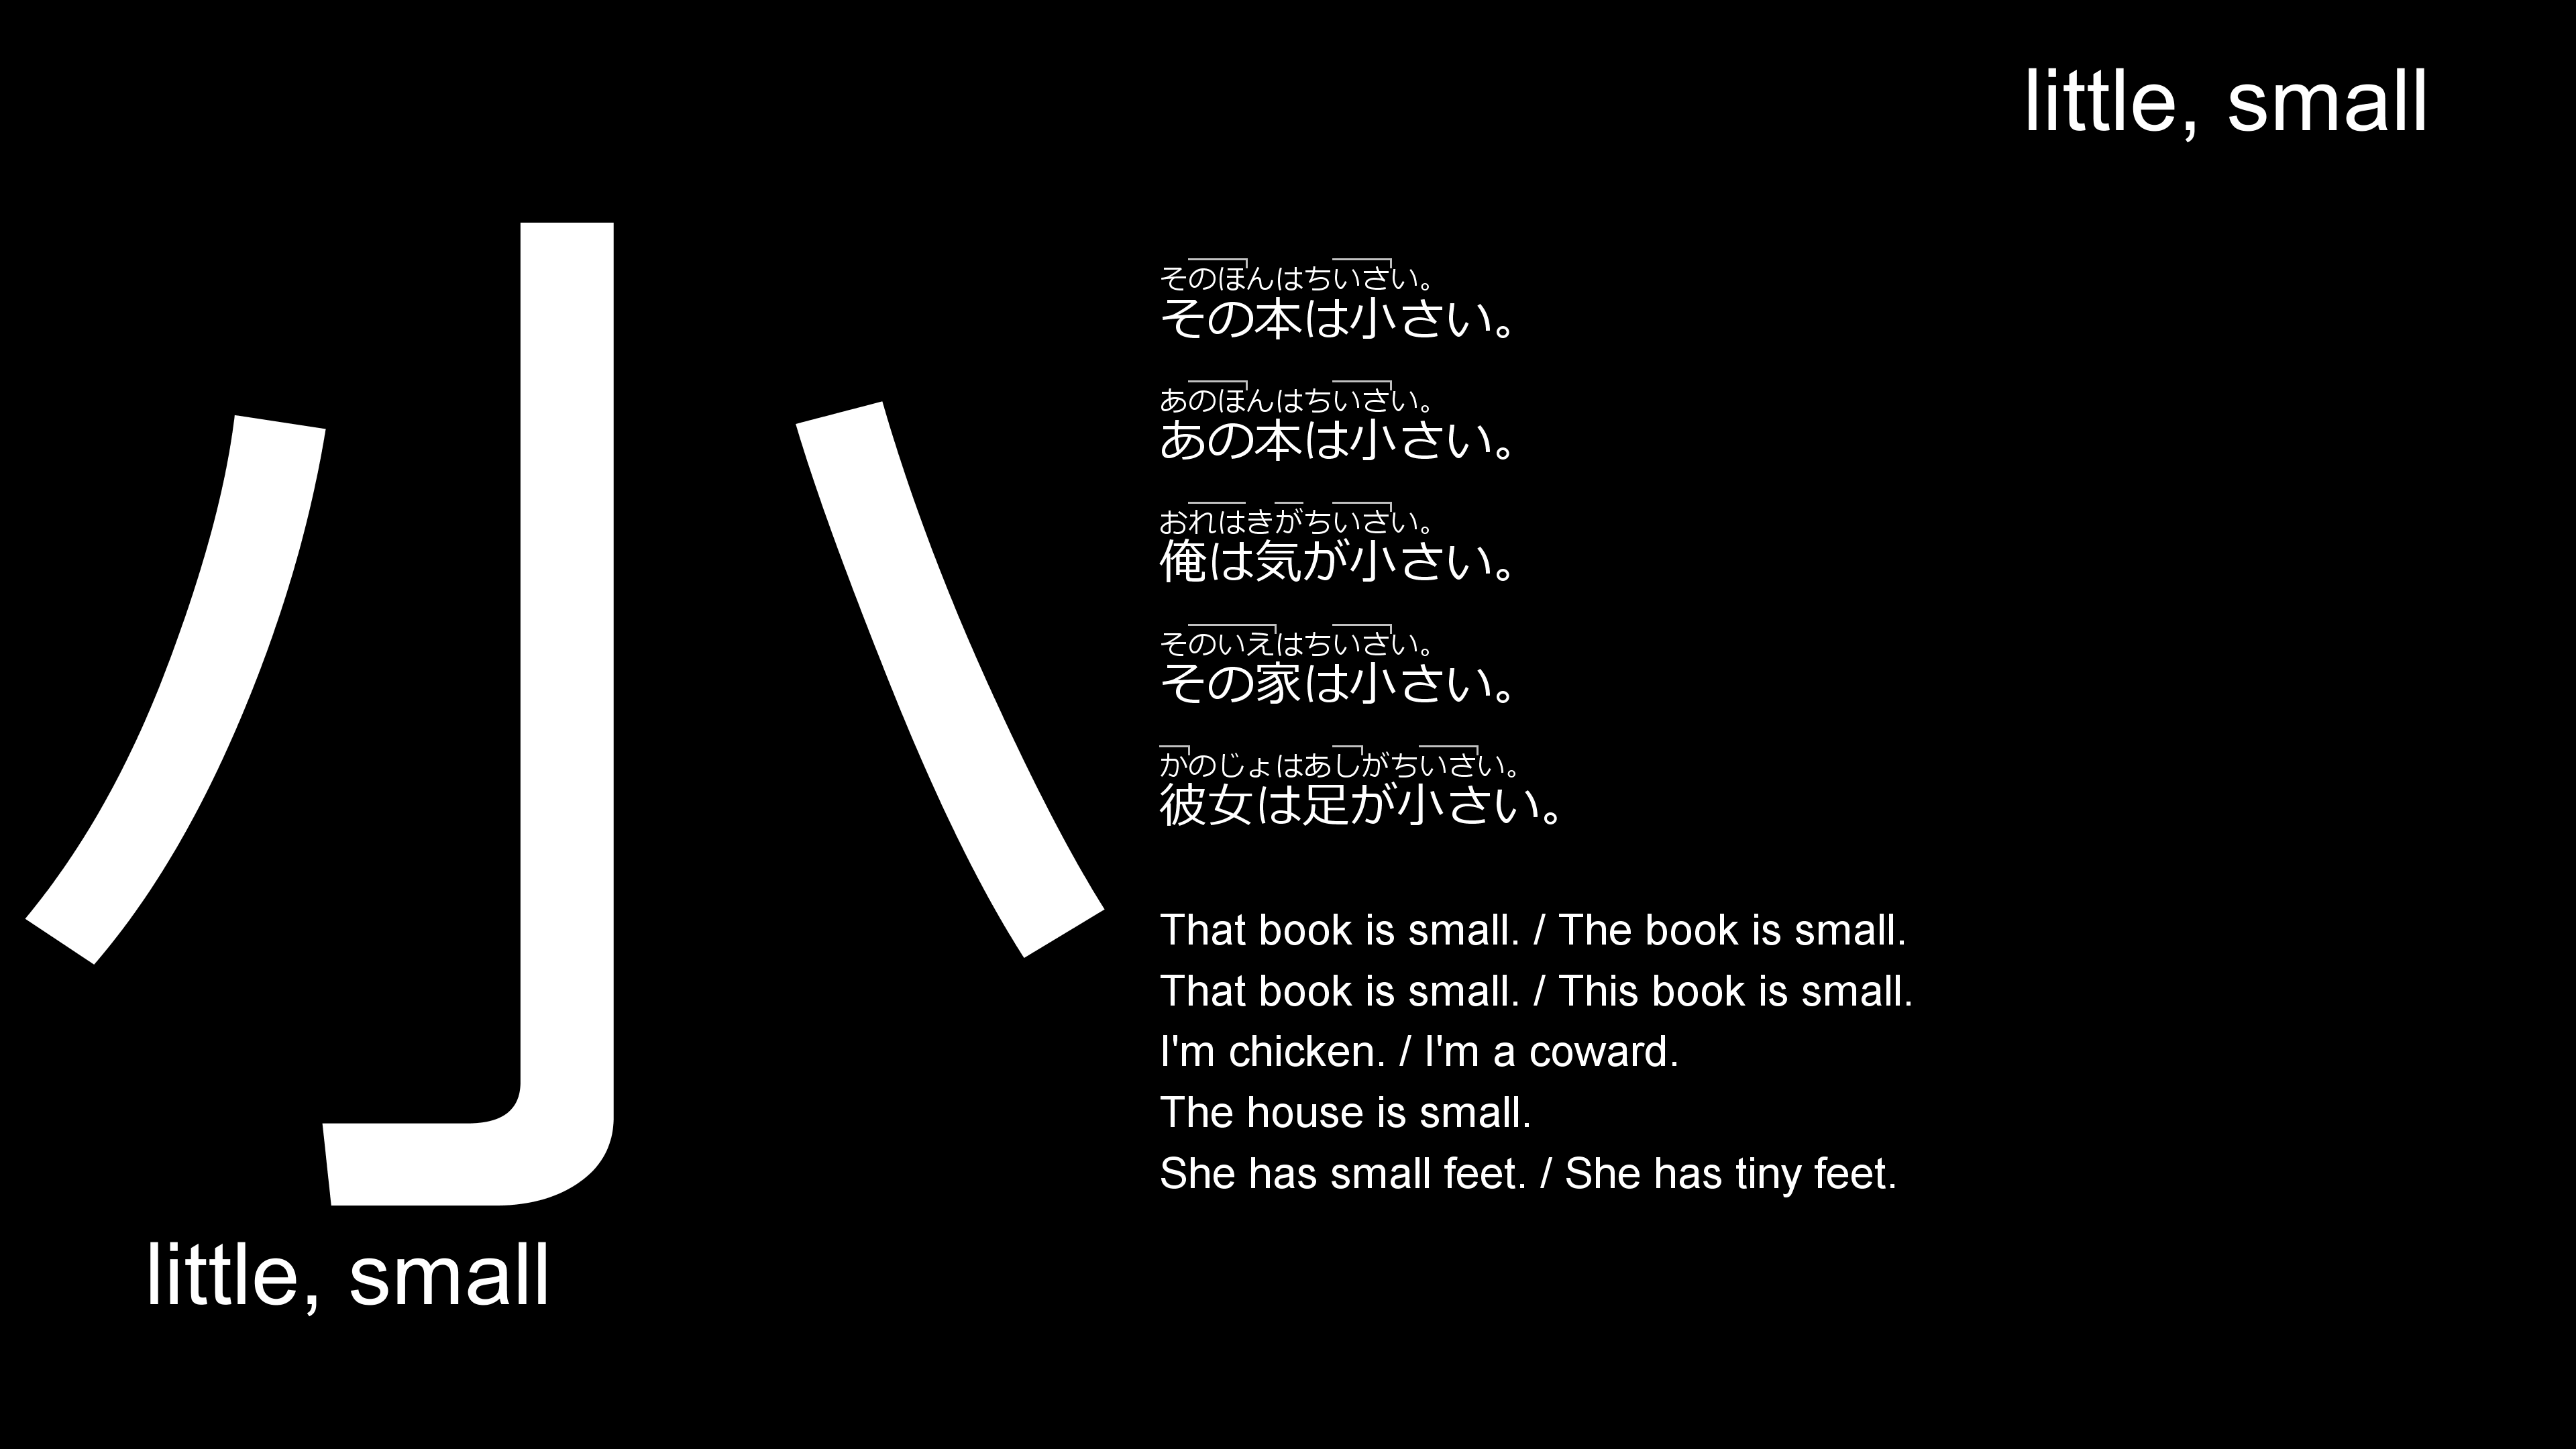 little, small
小
little, small
そのほんはちいさい。
その本は小さい。
あのほんはちいさい。
あの本は小さい。
おれはきがちいさい。
俺は気が小さい。
そのいえはちいさい。
その家は小さい。
かのじょはあしがちいさい。
彼女は足が小さい。
That book is small. / The book is small.
That book is small. / This book is small.
I'm chicken. / I'm a coward.
The house is small.
She has small feet. / She has tiny feet.